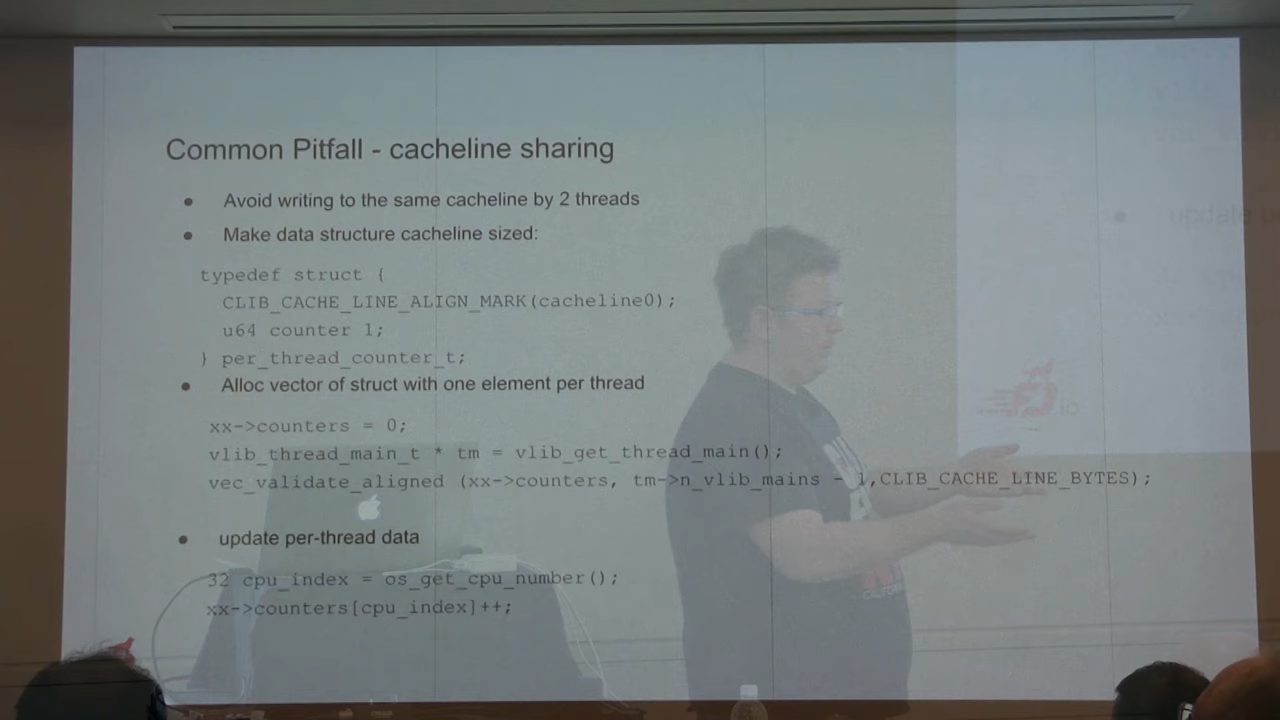 Common Pitfall - cacheline sharing
Avoid writing to the same cacheline by 2 threads
Make data structure cacheline sized:
typedef struct {
CLIB_CACHE_LINE_ALIGN_MARK(cacheline0);
u64 counter 1;
} per_thread_counter_t;
Alloc vector of struct with one element per thread
xx->counters = 0;
vlib_thread_main_t * tm = vlib_get_thread_main();
vec_validate_aligned (xx->counters, tm->n_vlib_mains - 1,CLIB_CACHE_LINE_BYTES);
update per-thread data
32 cpu_index = os_get_cpu_number();
xx->counters[cpu_index]++;
update
io